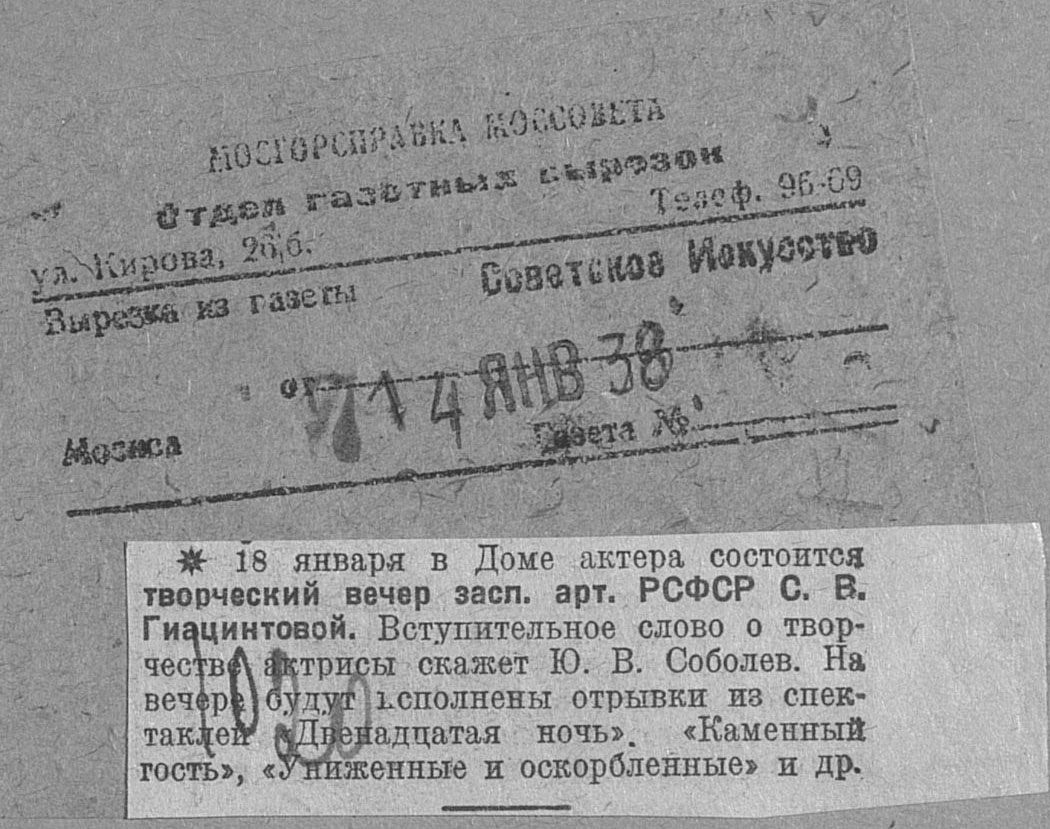 МОСГОРСПРАВКА МОССОВЕТА
Отдел газетных вырезок
ул. Кирова, 26/б. Телеф. 96-69
Вырезка из газеты Советское Искусство
от 14 ЯНВ 38
Москва Газета №
✷ 18 января в Доме актера состоится
творческий вечер засл. арт. РСФСР С. В.
Гиацинтовой. Вступительное слово о твор-
честве актрисы скажет Ю. В. Соболев. На
вечере будут исполнены отрывки из спек-
таклей «Двенадцатая ночь». «Каменный
гость», «Униженные и оскорбленные» и др.